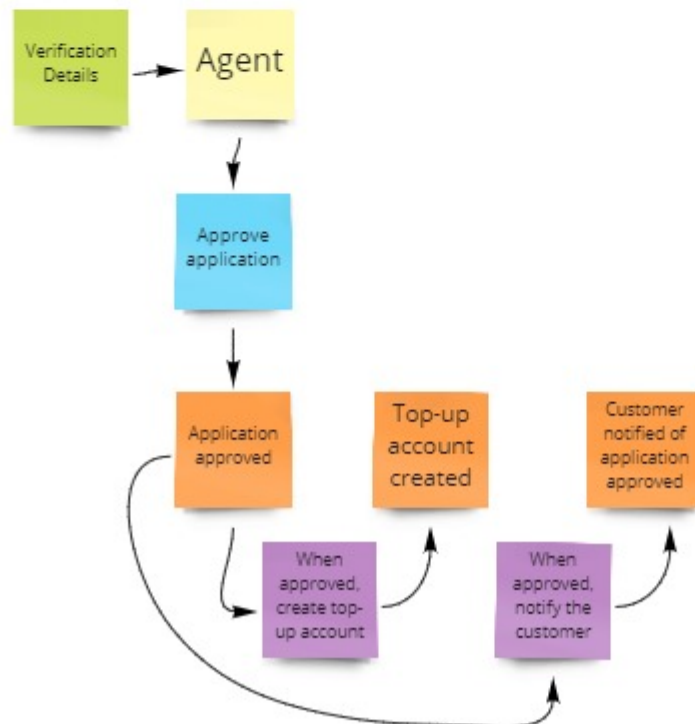 Verification
Details
Agent
Approve
application
Application
approved
Top-up
account
created
Customer
notified of
application
approved
When
approved,
create top-
up account
When
approved,
notify the
customer